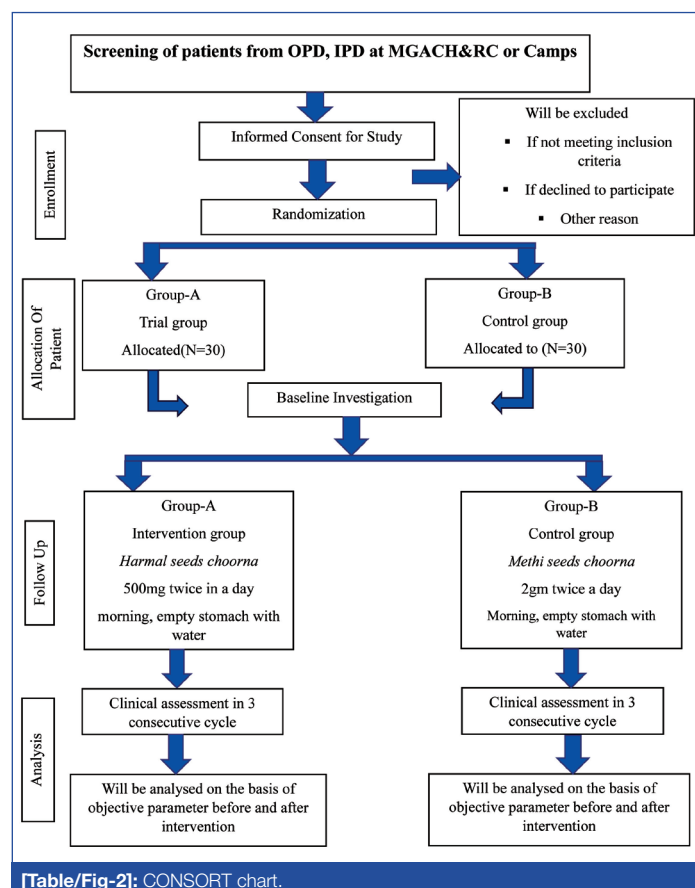 Screening of patients from OPD, IPD at MGACH&RC or Camps
Enrollment
Informed Consent for Study
Will be excluded
▪ If not meeting inclusion
criteria
▪ If declined to participate
▪ Other reason
Randomization
Allocation Of
Patient
Group-A
Trial group
Allocated(N=30)
Group-B
Control group
Allocated to (N=30)
Baseline Investigation
Follow Up
Group-A
Intervention group
Harmal seeds choorna
500mg twice in a day
morning, empty stomach with
water
Group-B
Control group
Methi seeds choorna
2gm twice a day
Morning, empty stomach with
water
Analysis
Clinical assessment in 3
consecutive cycle
Clinical assessment in 3
consecutive cycle
Will be analysed on the basis of
objective parameter before and after
intervention
Will be analysed on the basis of
objective parameter before and after
intervention
[Table/Fig-2]: CONSORT chart.